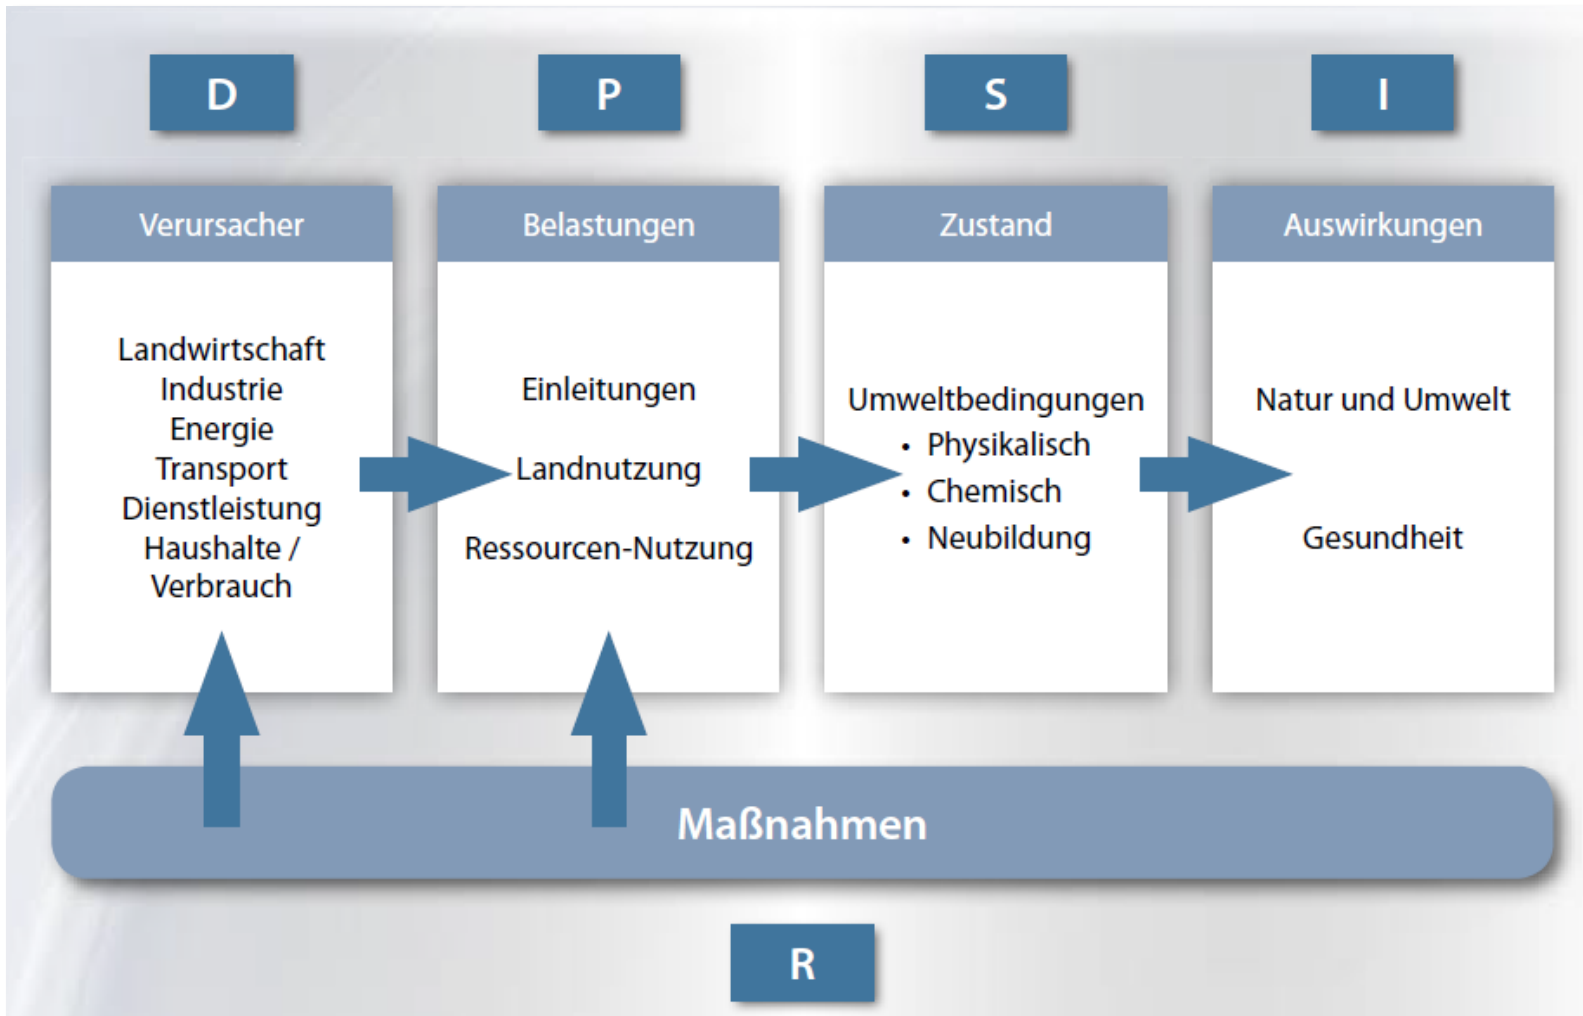 D
P
S
I
Verursacher
Landwirtschaft
Industrie
Energie
Transport
Dienstleistung
Haushalte /
Verbrauch
Belastungen
Einleitungen
Landnutzung
Ressourcen-Nutzung
Zustand
Umweltbedingungen
• Physikalisch
• Chemisch
• Neubildung
Auswirkungen
Natur und Umwelt
Gesundheit
Maßnahmen
R